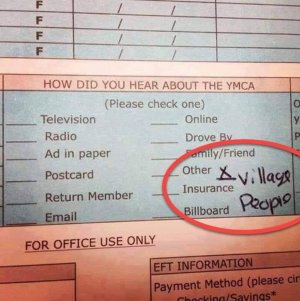 F / /
F / /
F / /
F / /
HOW DID YOU HEAR ABOUT THE YMCA
(Please check one)
Television Online
Radio Drove By
Ad in paper Family/Friend
Postcard Other X Village
Return Member Insurance People
Email Billboard
FOR OFFICE USE ONLY
EFT INFORMATION
Payment Method (please cir
Checking/Savings*